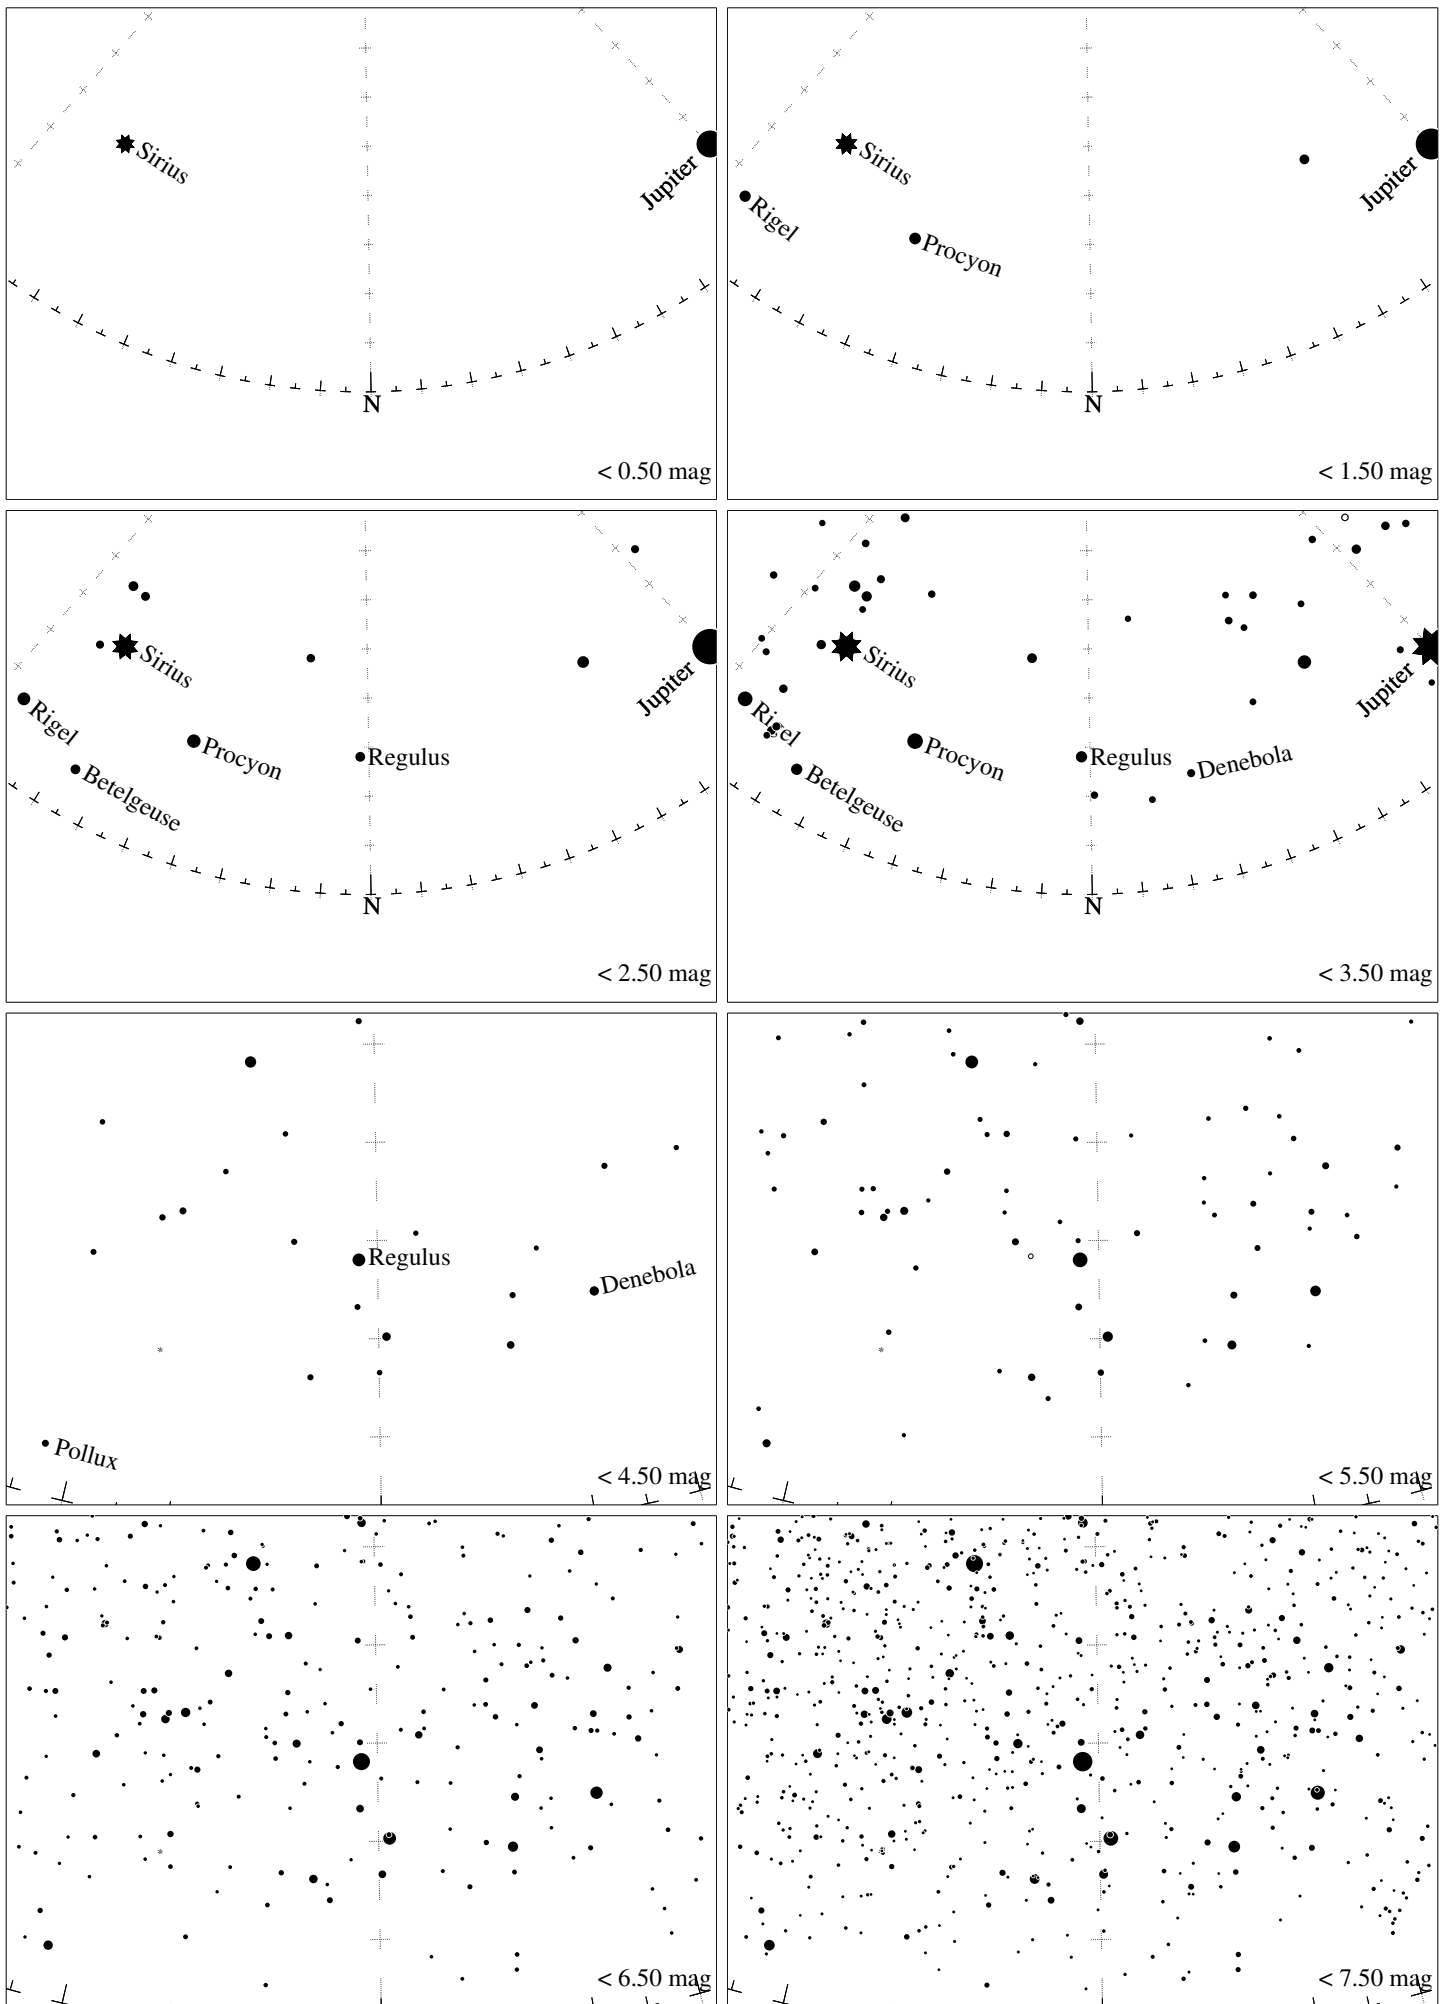 Sirius
Jupiter
N
< 0.50 mag
Sirius
Jupiter
Rigel
Procyon
N
< 1.50 mag
Sirius
Jupiter
Rigel
Procyon
Regulus
Betelgeuse
N
< 2.50 mag
Sirius
Jupiter
Rigel
Procyon
Regulus
Denebola
Betelgeuse
N
< 3.50 mag
Regulus
Denebola
Pollux
< 4.50 mag
< 5.50 mag
< 6.50 mag
< 7.50 mag